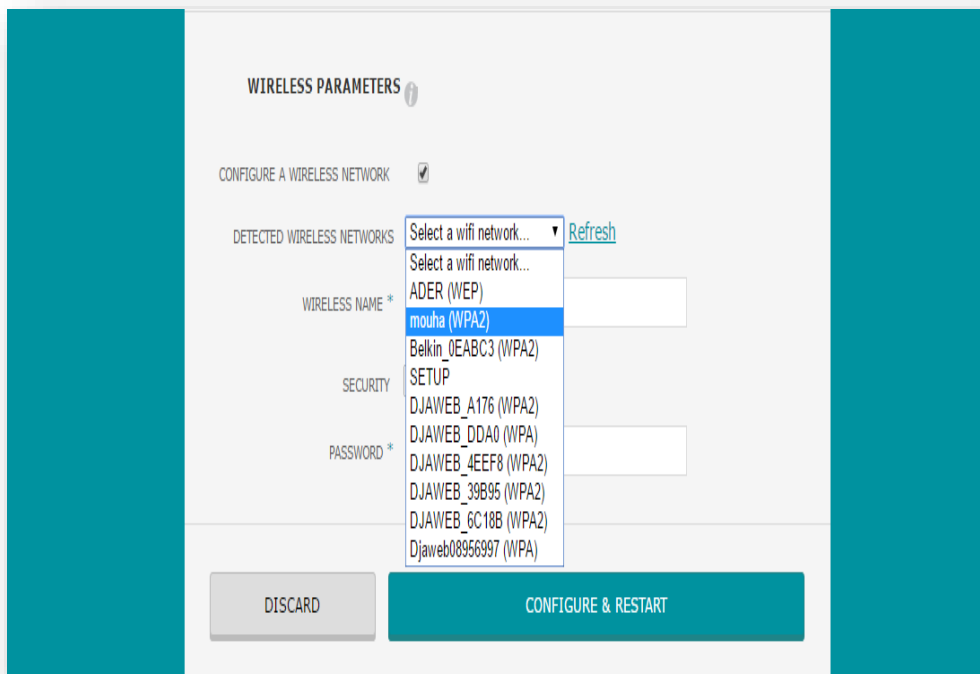 WIRELESS PARAMETERS i
CONFIGURE A WIRELESS NETWORK
DETECTED WIRELESS NETWORKS Select a wifi network... Refresh
Select a wifi network...
ADER (WEP)
WIRELESS NAME *
mouha (WPA2)
Belkin_0EABC3 (WPA2)
SETUP
SECURITY
DJAWEB_A176 (WPA2)
DJAWEB_DDA0 (WPA)
PASSWORD *
DJAWEB_4EEF8 (WPA2)
DJAWEB_39B95 (WPA2)
DJAWEB_6C18B (WPA2)
Djaweb08956997 (WPA)
DISCARD CONFIGURE & RESTART